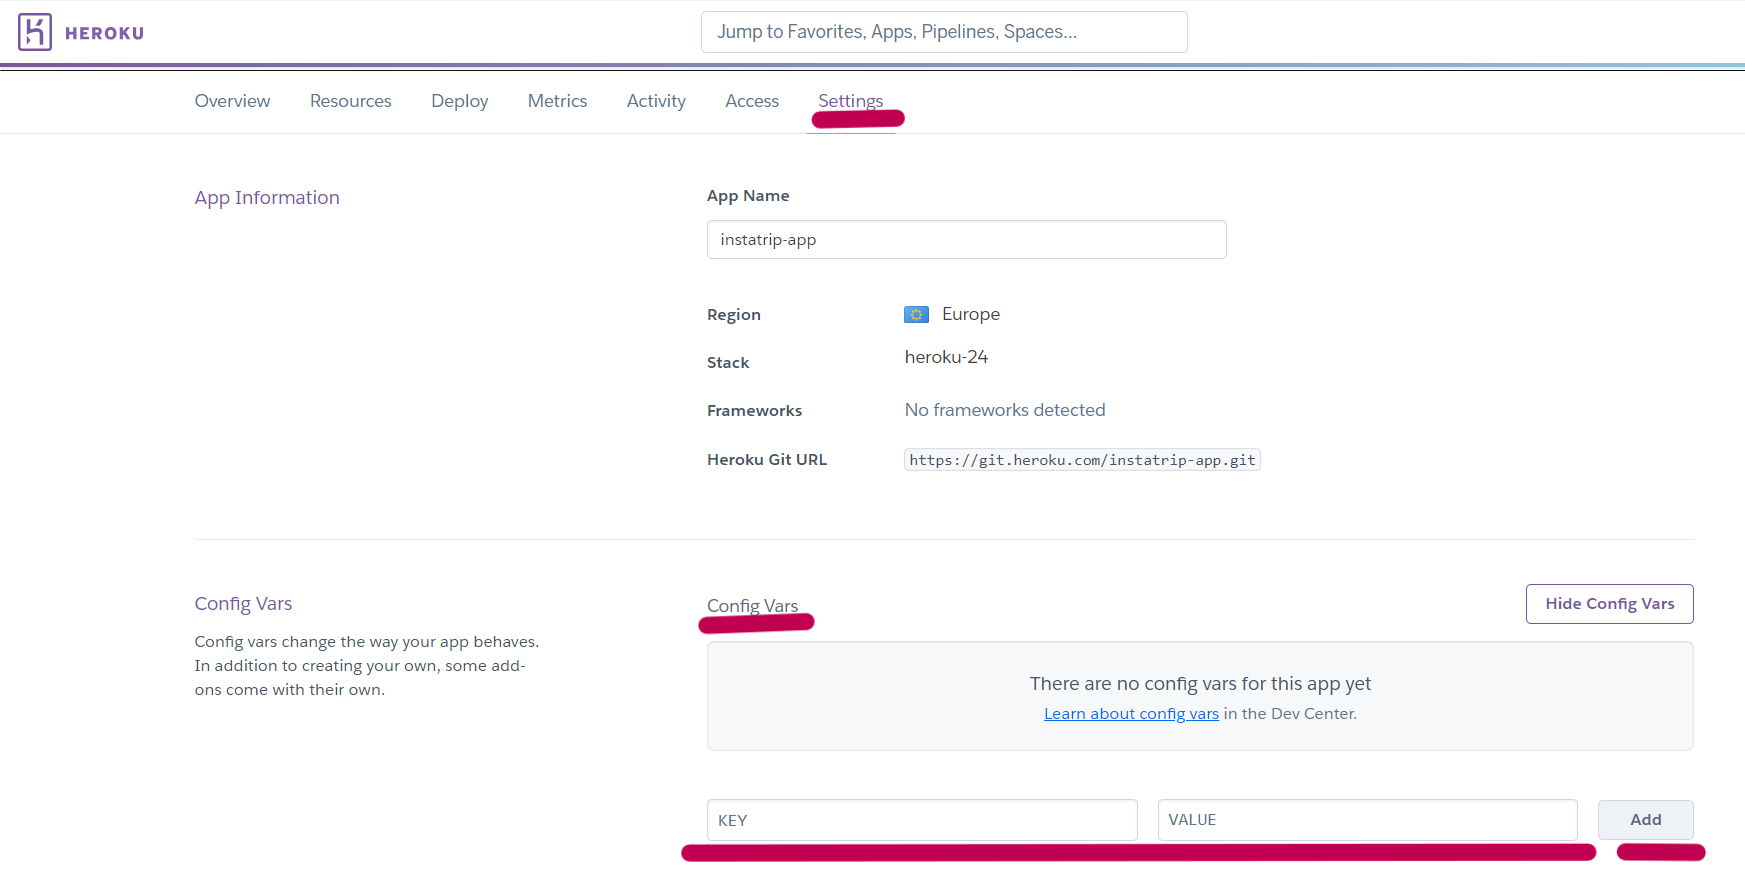 HEROKU
Jump to Favorites, Apps, Pipelines, Spaces...
Overview Resources Deploy Metrics Activity Access Settings
App Information
App Name
instatrip-app
Region Europe
Stack heroku-24
Frameworks No frameworks detected
Heroku Git URL https://git.heroku.com/instatrip-app.git
Config Vars
Config vars change the way your app behaves.
In addition to creating your own, some add-
ons come with their own.
Config Vars
Hide Config Vars
There are no config vars for this app yet
Learn about config vars in the Dev Center.
KEY VALUE Add